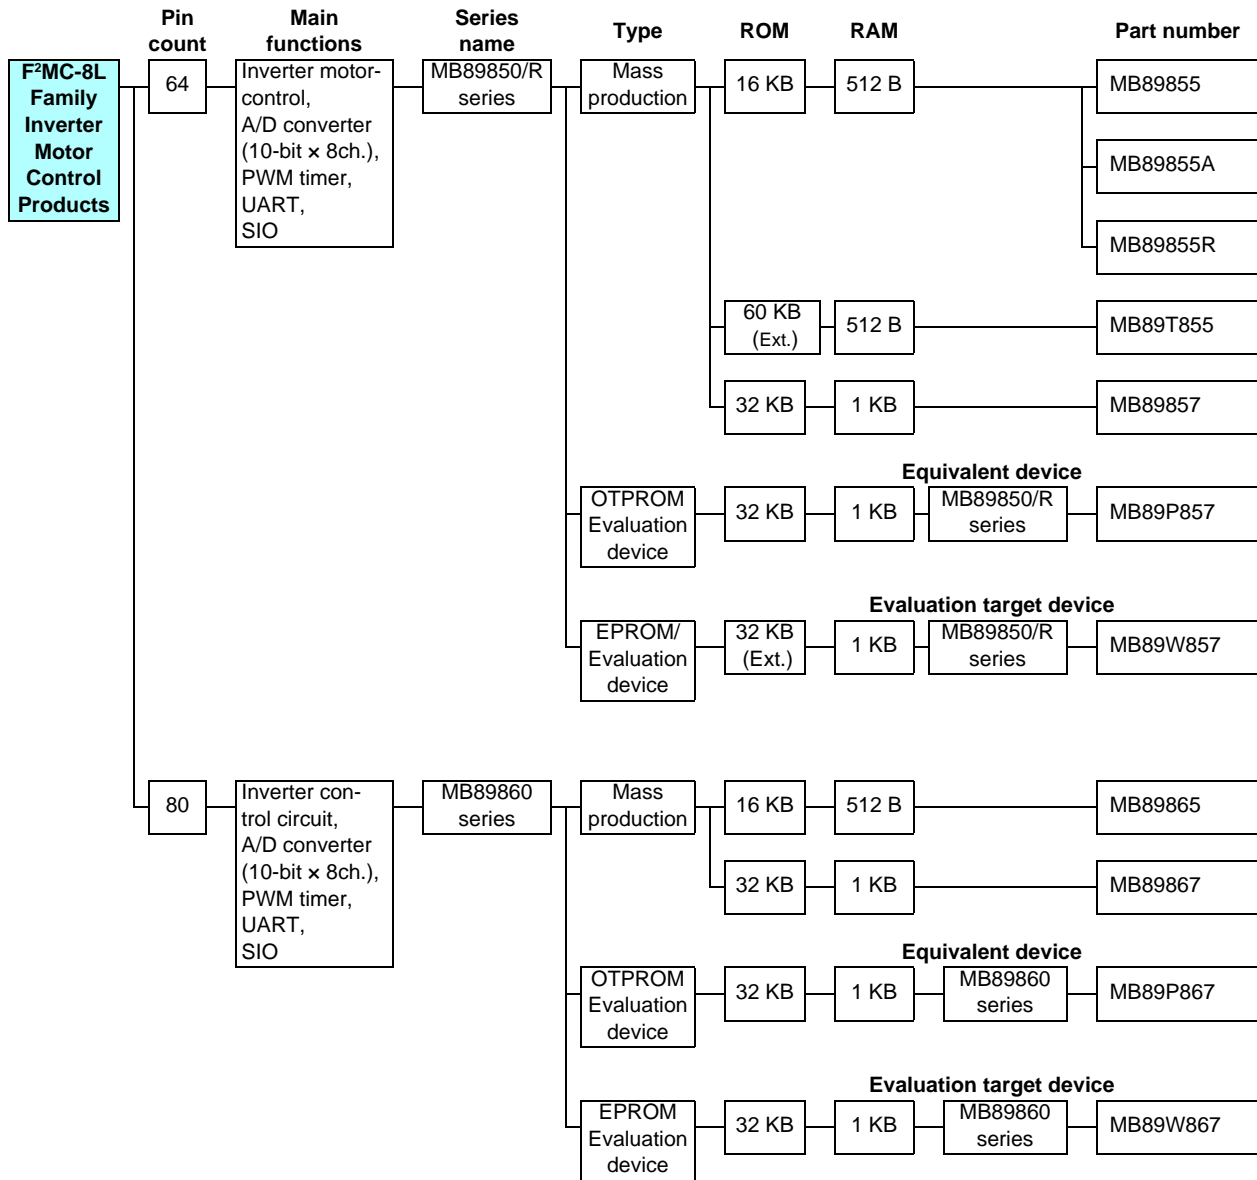 Pin count
Main functions
Series name
Type
ROM
RAM
Part number
F²MC-8L
Family
Inverter
Motor
Control
Products
64
Inverter motor-
control,
A/D converter
(10-bit × 8ch.),
PWM timer,
UART,
SIO
MB89850/R
series
Mass
production
16 KB
512 B
MB89855
MB89855A
MB89855R
60 KB
(Ext.)
512 B
MB89T855
32 KB
1 KB
MB89857
Equivalent device
OTPROM
Evaluation
device
32 KB
1 KB
MB89850/R
series
MB89P857
Evaluation target device
EPROM/
Evaluation
device
32 KB
(Ext.)
1 KB
MB89850/R
series
MB89W857
80
Inverter con-
trol circuit,
A/D converter
(10-bit × 8ch.),
PWM timer,
UART,
SIO
MB89860
series
Mass
production
16 KB
512 B
MB89865
32 KB
1 KB
MB89867
Equivalent device
OTPROM
Evaluation
device
32 KB
1 KB
MB89860
series
MB89P867
Evaluation target device
EPROM
Evaluation
device
32 KB
1 KB
MB89860
series
MB89W867